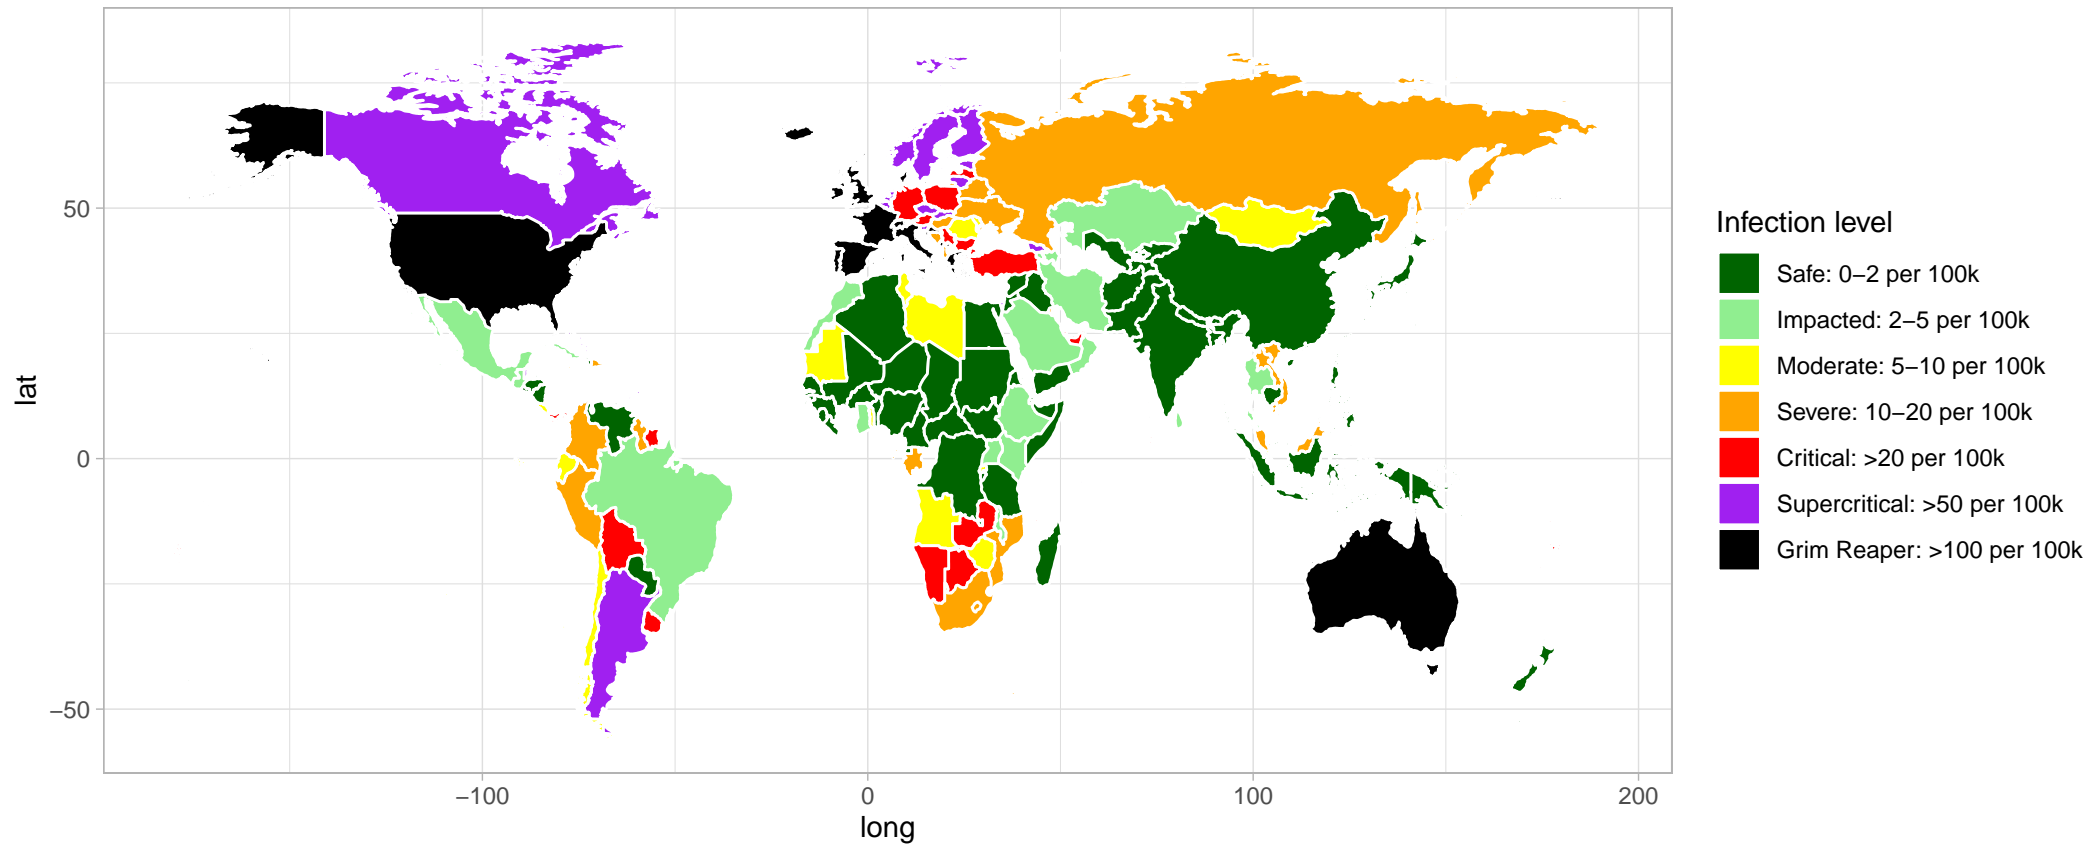 50
0
−50
lat
−100
0
100
200
long
Infection level
Safe: 0−2 per 100k
Impacted: 2−5 per 100k
Moderate: 5−10 per 100k
Severe: 10−20 per 100k
Critical: >20 per 100k
Supercritical: >50 per 100k
Grim Reaper: >100 per 100k